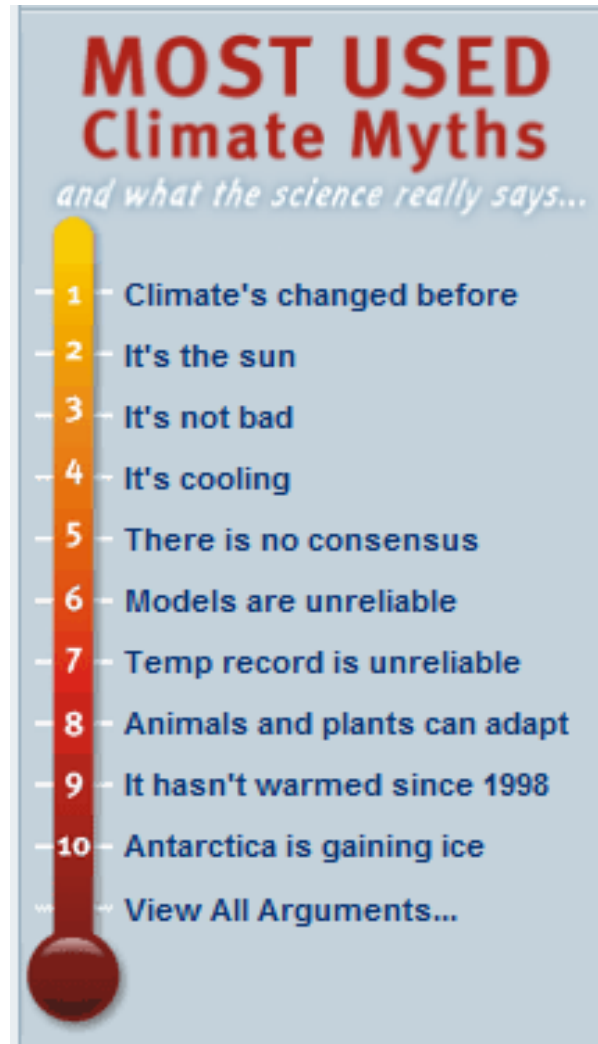 MOST USED
Climate Myths
and what the science really says...
1 Climate's changed before
2 It's the sun
3 It's not bad
4 It's cooling
5 There is no consensus
6 Models are unreliable
7 Temp record is unreliable
8 Animals and plants can adapt
9 It hasn't warmed since 1998
10 Antarctica is gaining ice
View All Arguments...